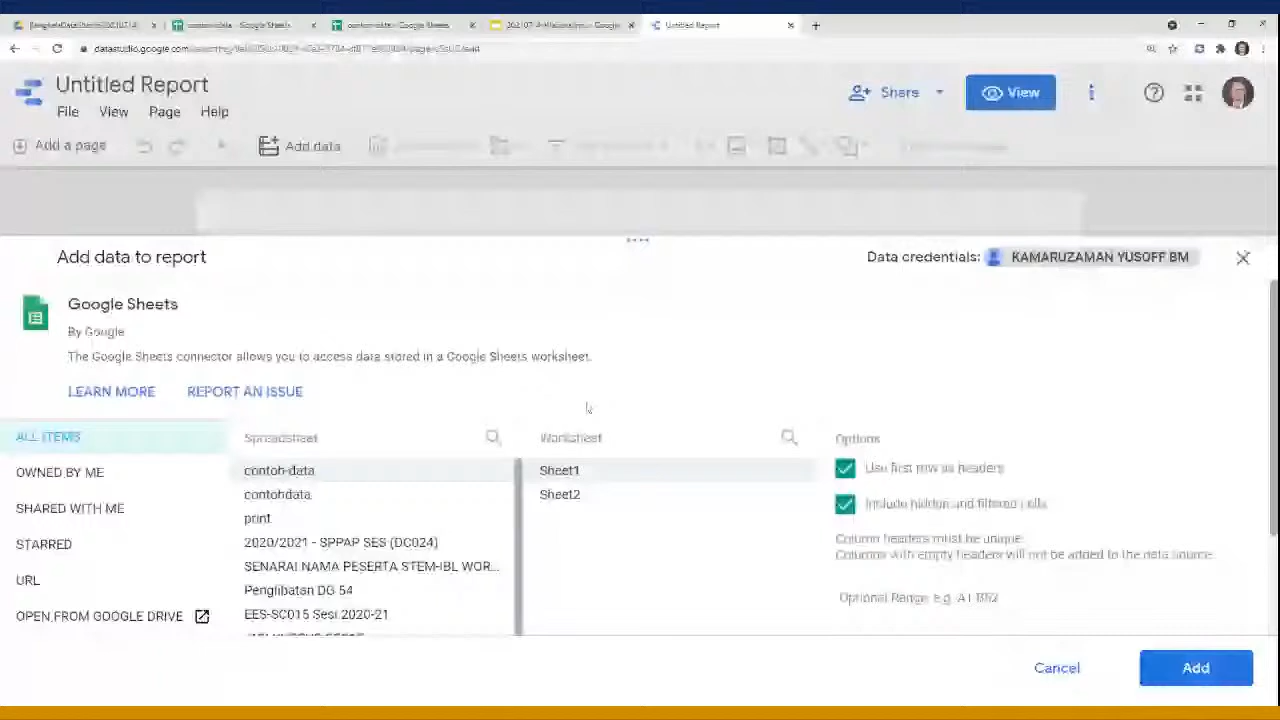 Untitled Report
datastudio.google.com
Untitled Report
Share
View
File View Page Help
Add a page
Add data
Add data to report
Data credentials: KAMARUZAMAN YUSOFF BM
Google Sheets
By Google
The Google Sheets connector allows you to access data stored in a Google Sheets worksheet.
LEARN MORE REPORT AN ISSUE
ALL ITEMS
OWNED BY ME
SHARED WITH ME
STARRED
URL
OPEN FROM GOOGLE DRIVE
Spreadsheet
contoh-data
contohdata
print
2020/2021 - SPPAP SES (DC024)
SENARAI NAMA PESERTA STEM-IBL WOR...
Penglibatan DG 54
EES-SC015 Sesi 2020-21
Worksheet
Sheet1
Sheet2
Options
Use first row as headers
Include hidden and filtered cells
Column headers must be unique.
Columns with empty headers will not be added to the data source.
Optional Range, e.g. A1:B52
Cancel
Add